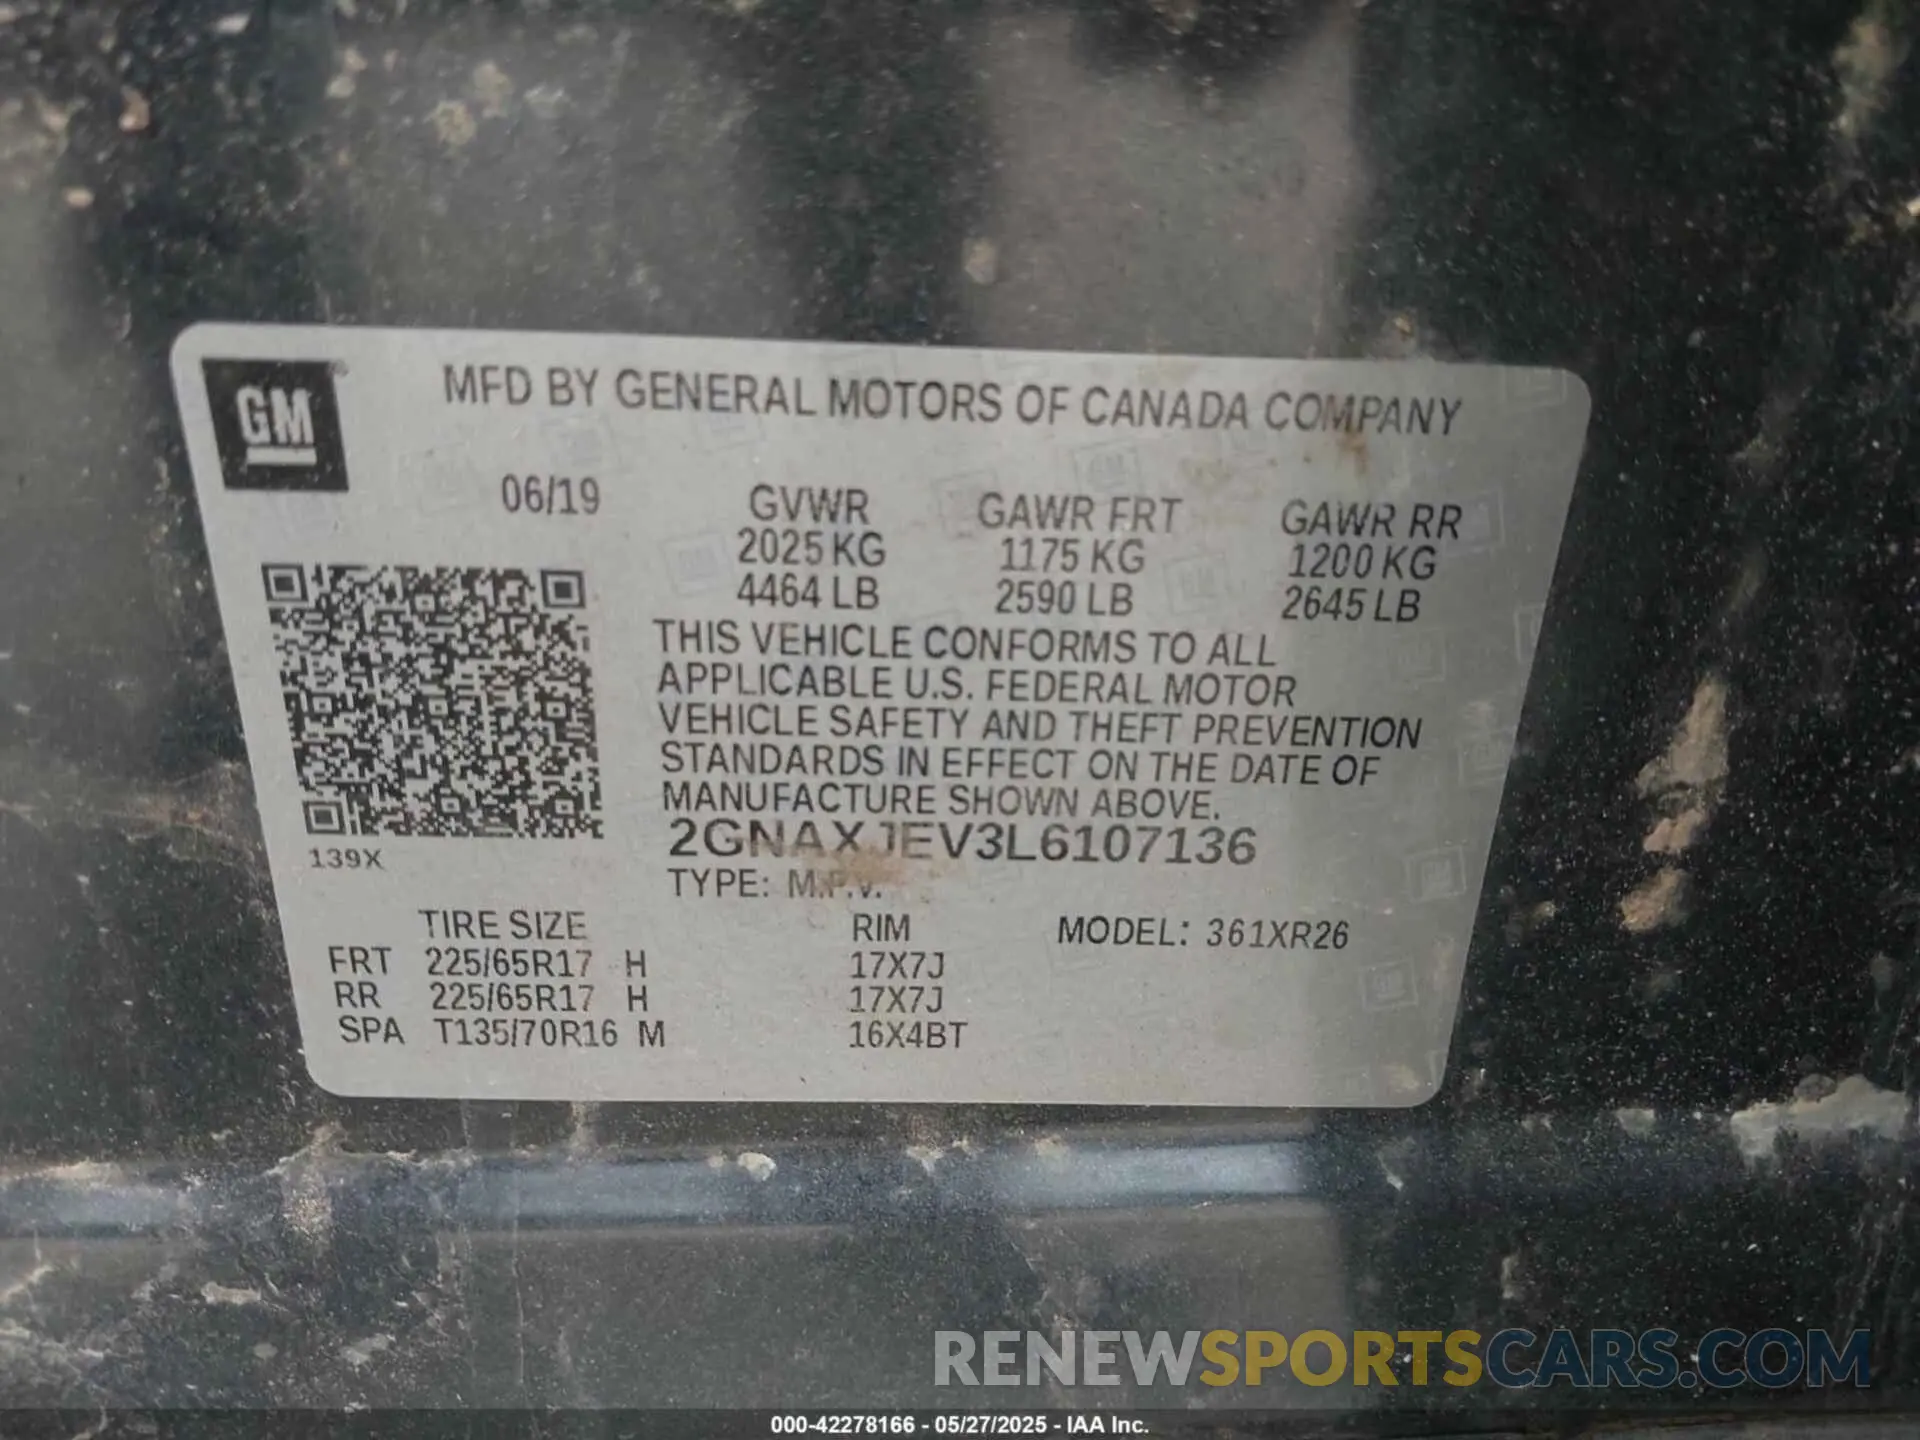 GM
MFD BY GENERAL MOTORS OF CANADA COMPANY
06/19 GVWR GAWR FRT GAWR RR
2025 KG 1175 KG 1200 KG
4464 LB 2590 LB 2645 LB
THIS VEHICLE CONFORMS TO ALL
APPLICABLE U.S. FEDERAL MOTOR
VEHICLE SAFETY AND THEFT PREVENTION
STANDARDS IN EFFECT ON THE DATE OF
MANUFACTURE SHOWN ABOVE.
2GNAXJEV3L6107136
139X
TYPE: M.P.V.
TIRE SIZE RIM MODEL: 361XR26
FRT 225/65R17 H 17X7J
RR 225/65R17 H 17X7J
SPA T135/70R16 M 16X4BT
RENEWSPORTSCARS.COM
000-42278166 - 05/27/2025 - IAA Inc.